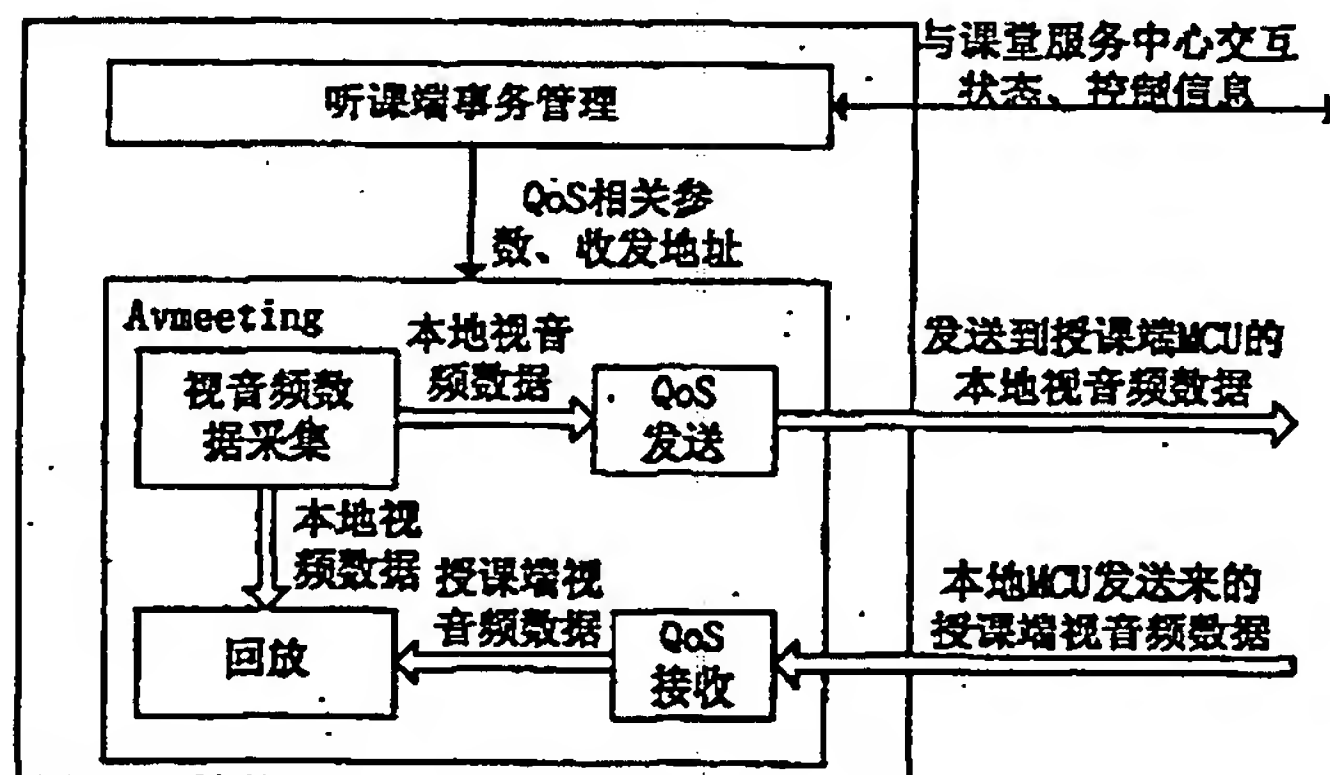 与课堂服务中心交互
状态、控制信息
听课端事务管理
QoS相关参
数、收发地址
Avmeeting
本地视音
频数据
视音频数
据采集
QoS
发送
发送到授课端MCU的
本地视音频数据
本地视
频数据
授课端视
音频数据
回放
QoS
接收
本地MCU发送来的
授课端视音频数据